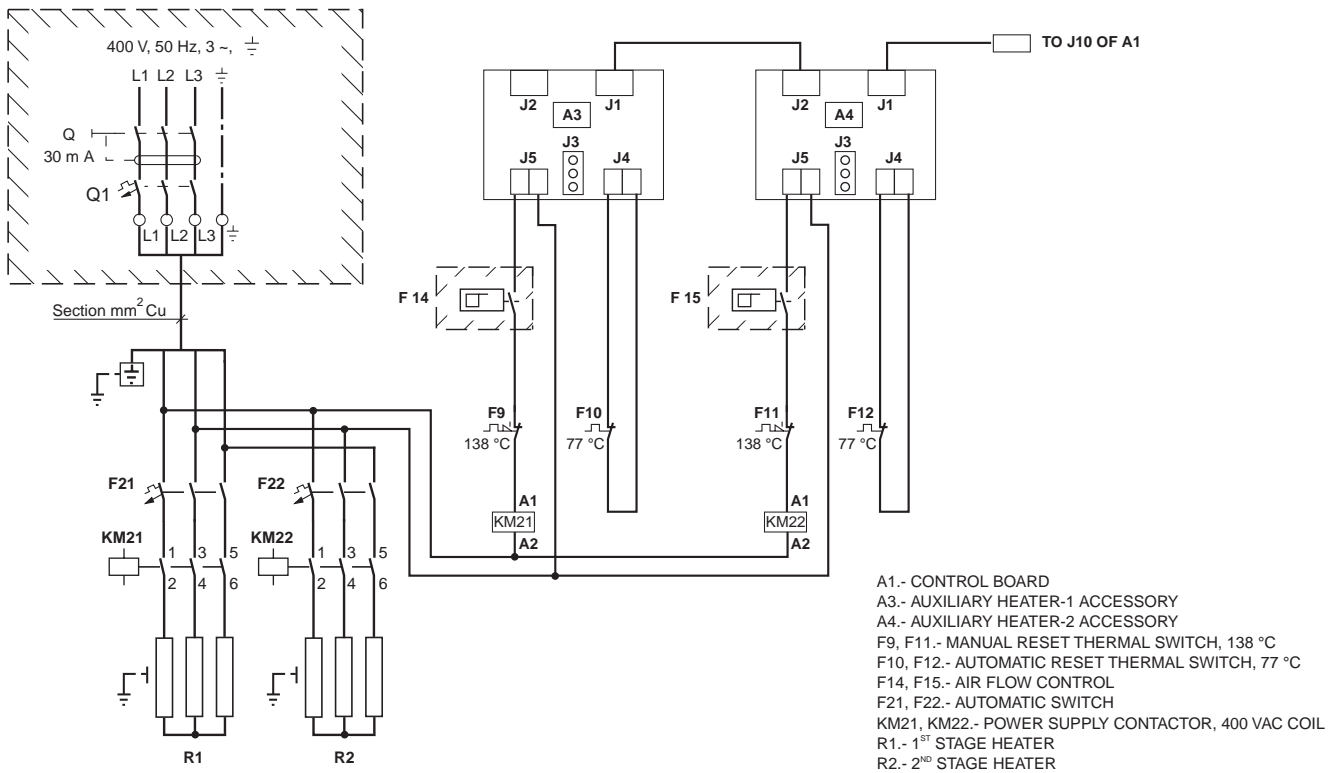 400 V, 50 Hz, 3 ~,
L1 L2 L3
Q
30 m A
Q1
L1 L2 L3
Section mm² Cu
TO J10 OF A1
J2 J1
A3
J3
J5 J4
J2 J1
A4
J3
J5 J4
F 14
F 15
F9
138 °C
F10
77 °C
F11
138 °C
F12
77 °C
A1
KM21
A2
A1
KM22
A2
F21
F22
KM21
1 3 5
2 4 6
KM22
1 3 5
2 4 6
R1
R2
A1.- CONTROL BOARD
A3.- AUXILIARY HEATER-1 ACCESSORY
A4.- AUXILIARY HEATER-2 ACCESSORY
F9, F11.- MANUAL RESET THERMAL SWITCH, 138 °C
F10, F12.- AUTOMATIC RESET THERMAL SWITCH, 77 °C
F14, F15.- AIR FLOW CONTROL
F21, F22.- AUTOMATIC SWITCH
KM21, KM22.- POWER SUPPLY CONTACTOR, 400 VAC COIL
R1.- 1ST STAGE HEATER
R2.- 2ND STAGE HEATER